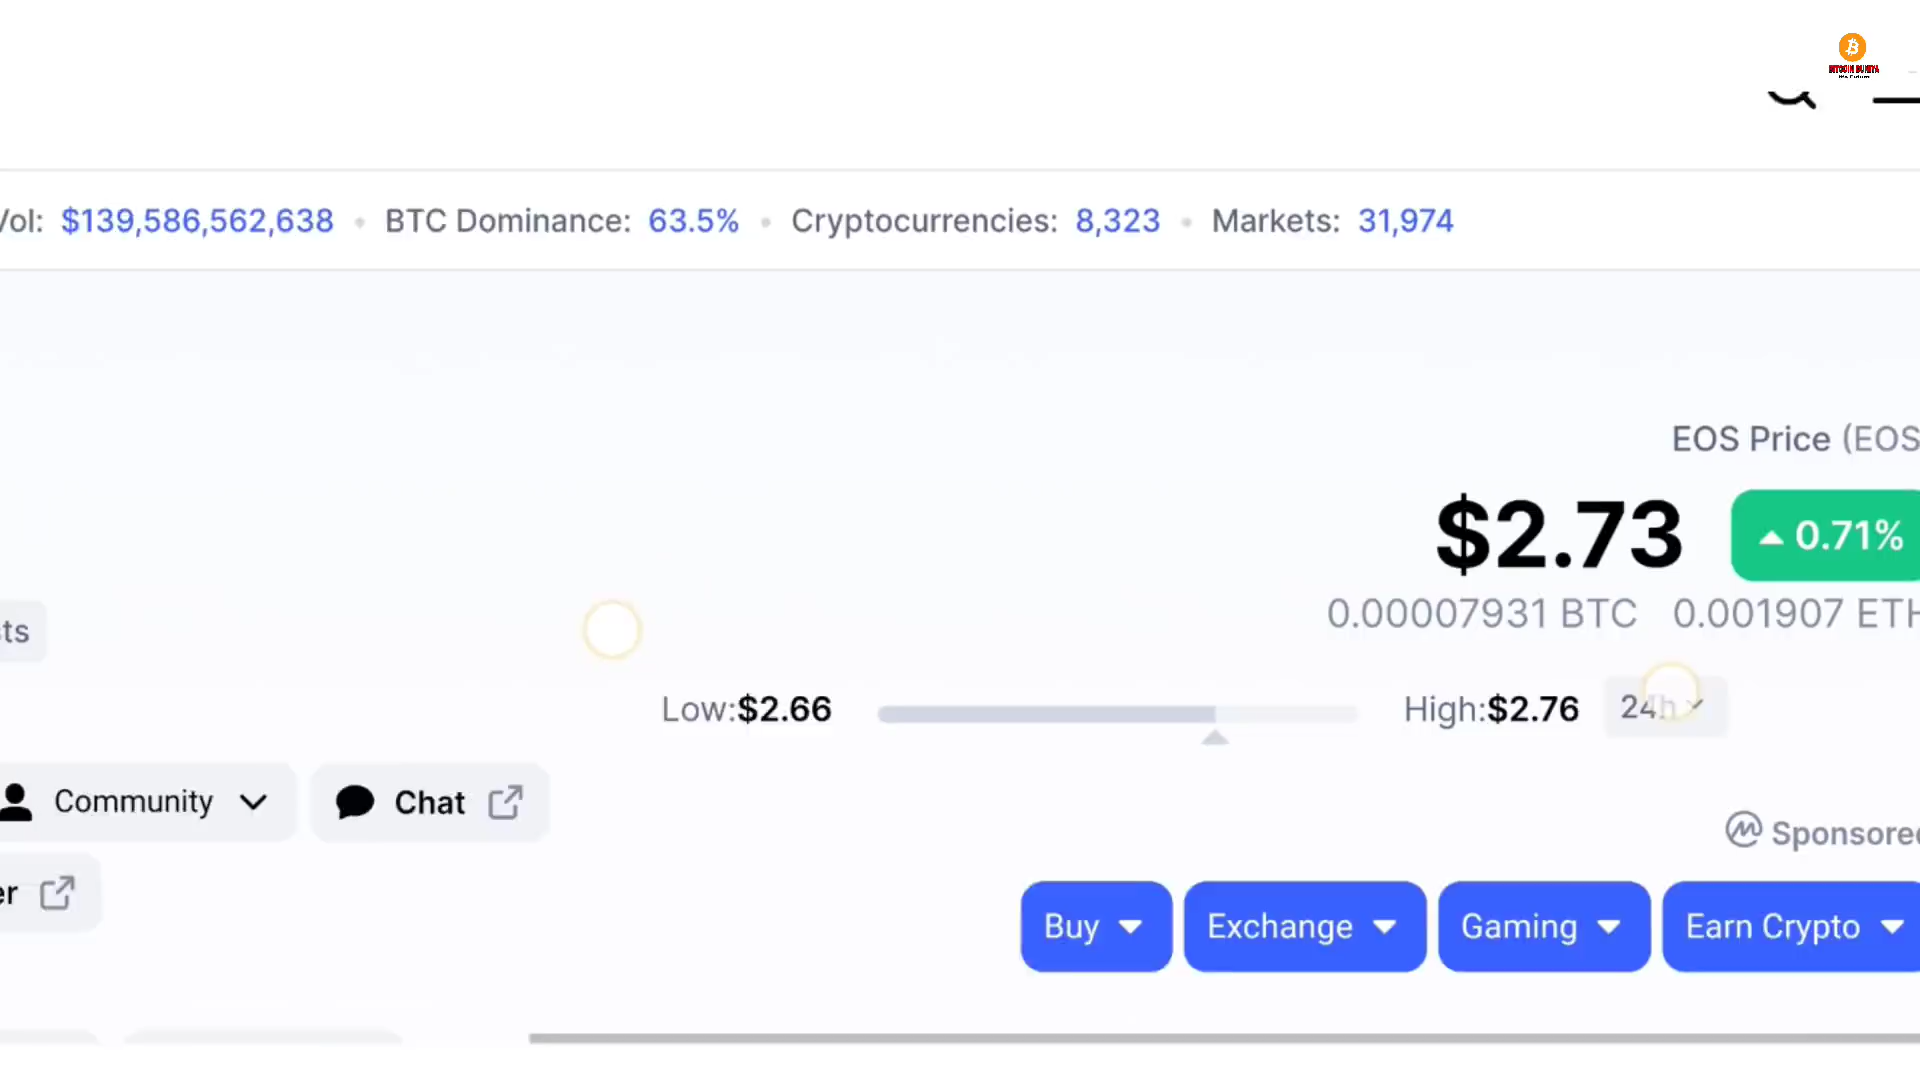 BITCOIN DUNIYA
Vol: $139,586,562,638 • BTC Dominance: 63.5% • Cryptocurrencies: 8,323 • Markets: 31,974
EOS Price (EOS
$2.73 0.71%
0.00007931 BTC 0.001907 ETH
ts
Low:$2.66 High:$2.76 24h
Community Chat
Sponsored
er
Buy Exchange Gaming Earn Crypto